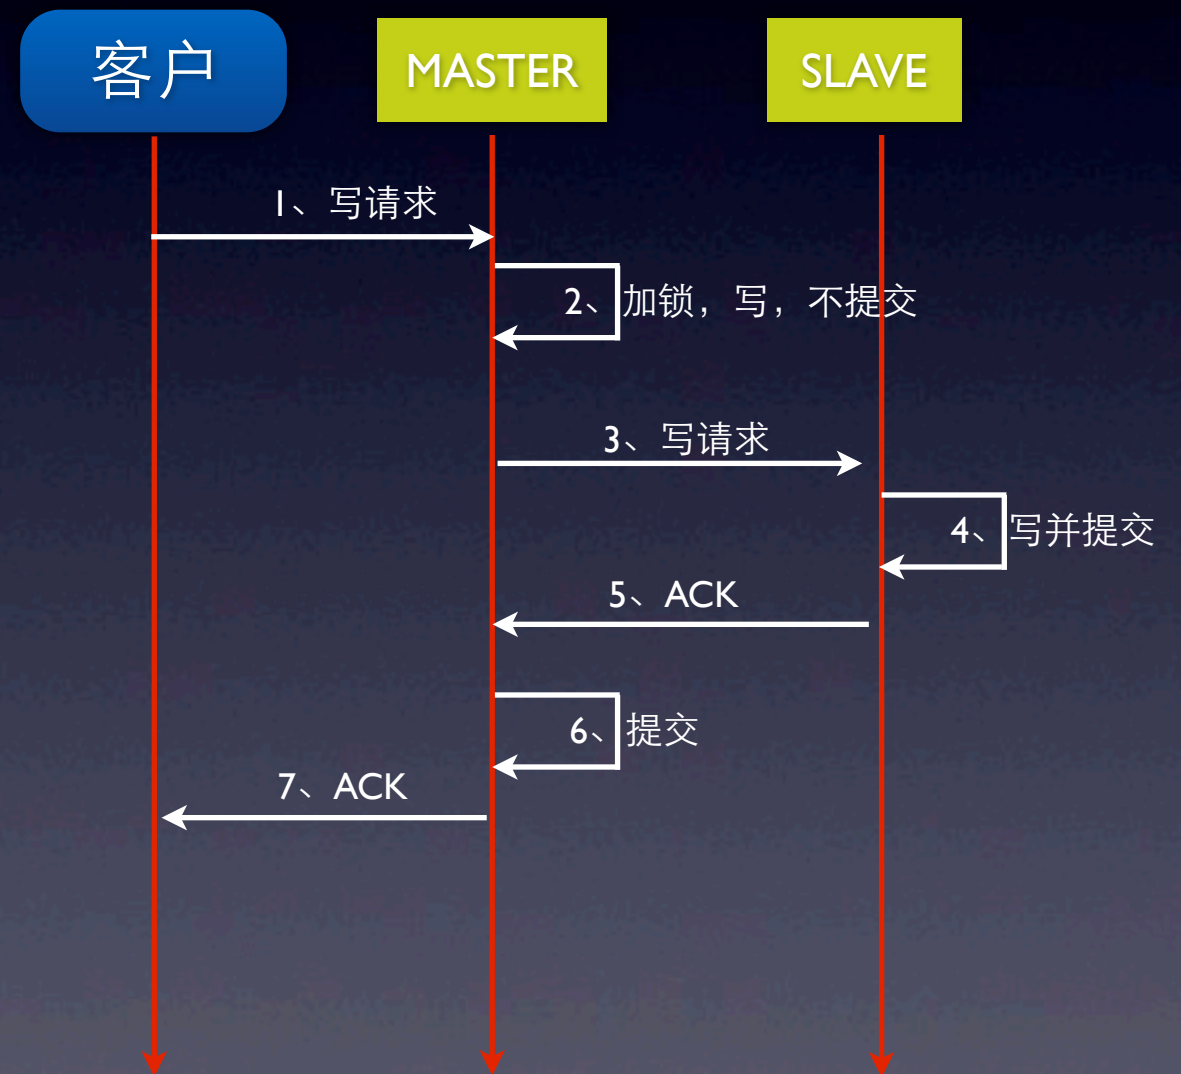 客户
MASTER
SLAVE
1、写请求
2、加锁，写，不提交
3、写请求
4、写并提交
5、ACK
6、提交
7、ACK